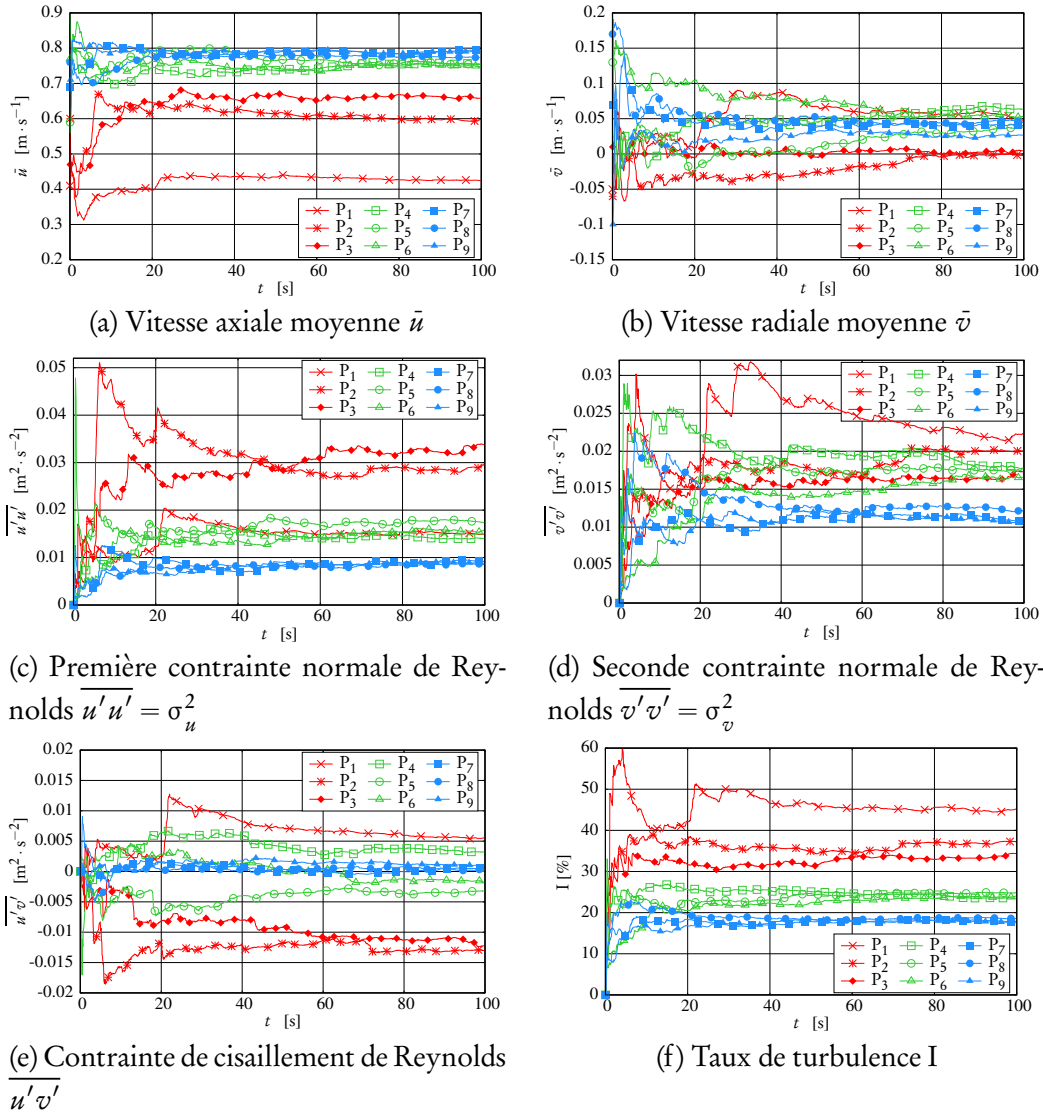 0.9
0.8
0.7
0.6
0.5
0.4
0.3
0.2
ū [m · s⁻¹]
0 20 40 60 80 100
t [s]
P1 P4 P7
P2 P5 P8
P3 P6 P9
(a) Vitesse axiale moyenne ū
0.2
0.15
0.1
0.05
0
-0.05
-0.1
-0.15
v̄ [m · s⁻¹]
0 20 40 60 80 100
t [s]
P1 P4 P7
P2 P5 P8
P3 P6 P9
(b) Vitesse radiale moyenne v̄
0.05
0.04
0.03
0.02
0.010
0
u′u′ [m² · s⁻²]
0 20 40 60 80 100
t [s]
P1 P4 P7
P2 P5 P8
P3 P6 P9
(c) Première contrainte normale de Rey-
nolds u′u′ = σ²u
0.03
0.025
0.02
0.015
0.01
0.005
0
v′v′ [m² · s⁻²]
0 20 40 60 80 100
t [s]
P1 P4 P7
P2 P5 P8
P3 P6 P9
(d) Seconde contrainte normale de Rey-
nolds v′v′ = σ²v
0.02
0.015
0.01
0.005
0
-0.005
-0.01
-0.015
-0.02
u′v′ [m² · s⁻²]
0 20 40 60 80 100
t [s]
P1 P4 P7
P2 P5 P8
P3 P6 P9
(e) Contrainte de cisaillement de Reynolds
u′v′
60
50
40
30
20
10
0
I [%]
0 20 40 60 80 100
t [s]
P1 P4 P7
P2 P5 P8
P3 P6 P9
(f) Taux de turbulence I